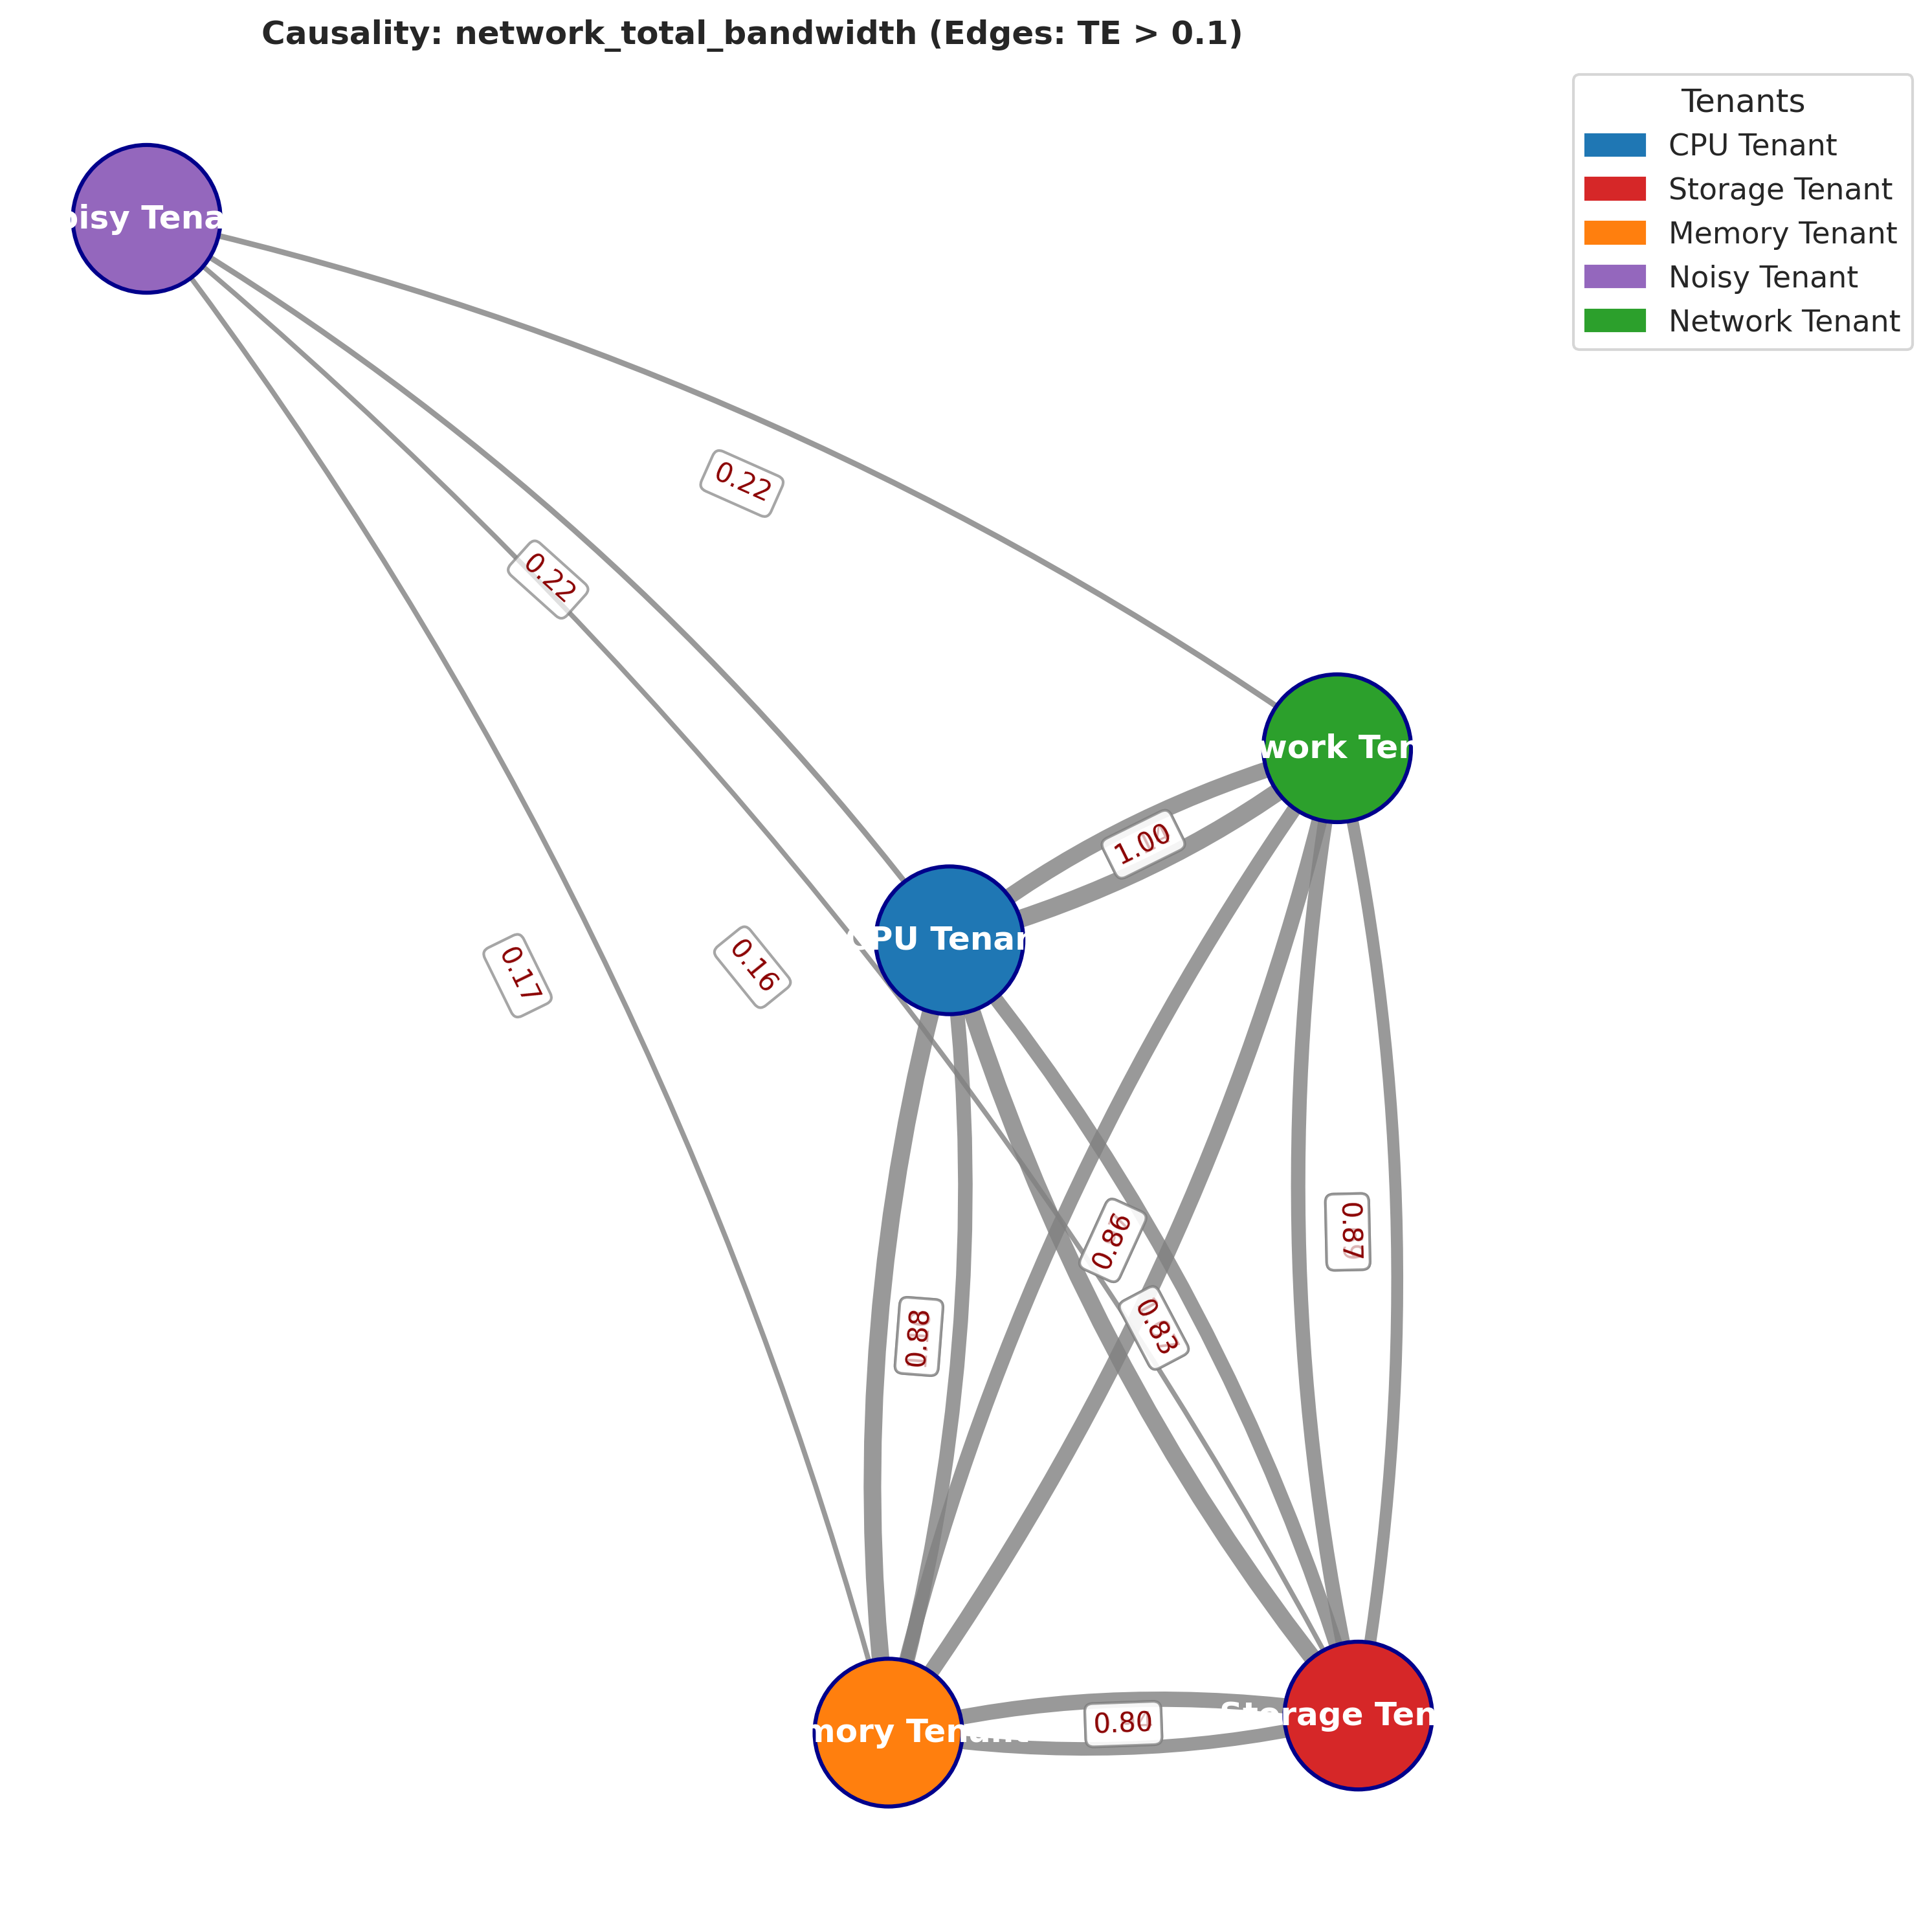 Causality: network_total_bandwidth (Edges: TE > 0.1)
Tenants
CPU Tenant
Storage Tenant
Memory Tenant
Noisy Tenant
Network Tenant
oisy Tena
0.22
0.22
work Ten
1.00
CPU Tenan
0.17
0.16
0.86
0.87
0.83
0.88
Storage Ten
0.80
mory Tenant